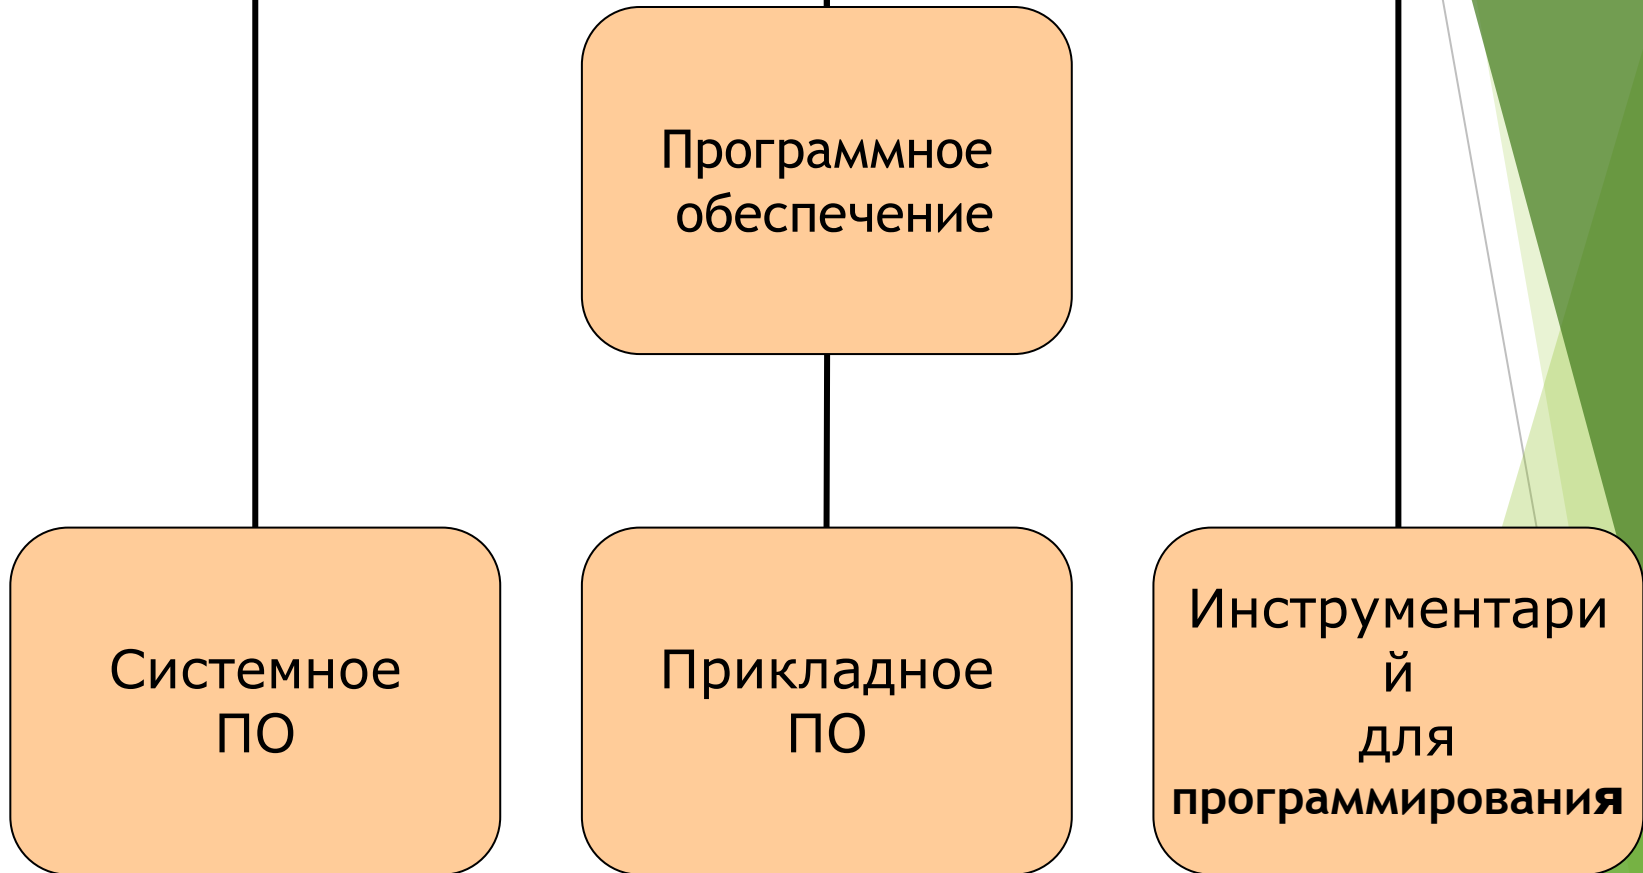 Программное
обеспечение
Системное
ПО
Прикладное
ПО
Инструментари
й
для
программирования